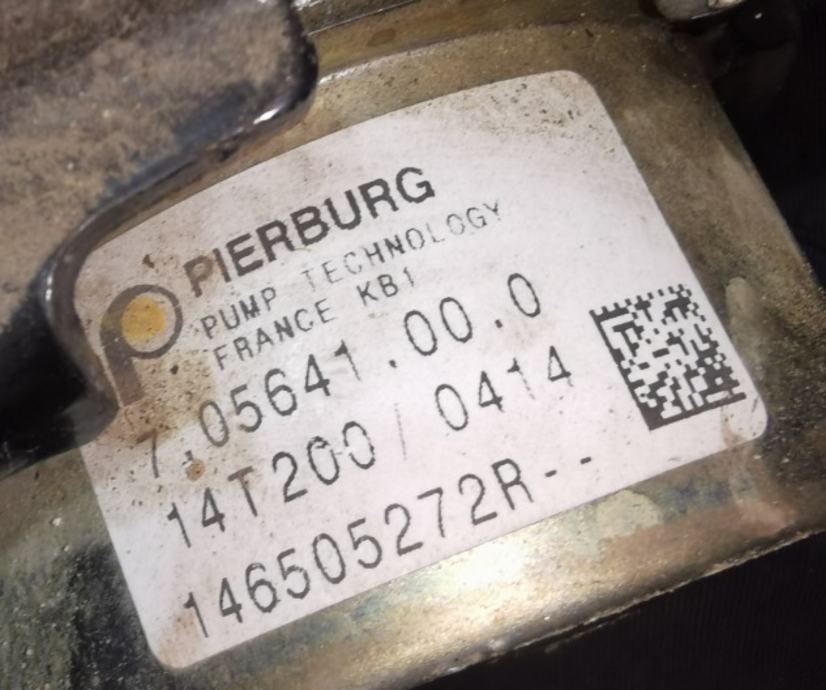 PIERBURG
PUMP TECHNOLOGY
FRANCE KB1
7.05641.00.0
14T200 / 0414
146505272R--